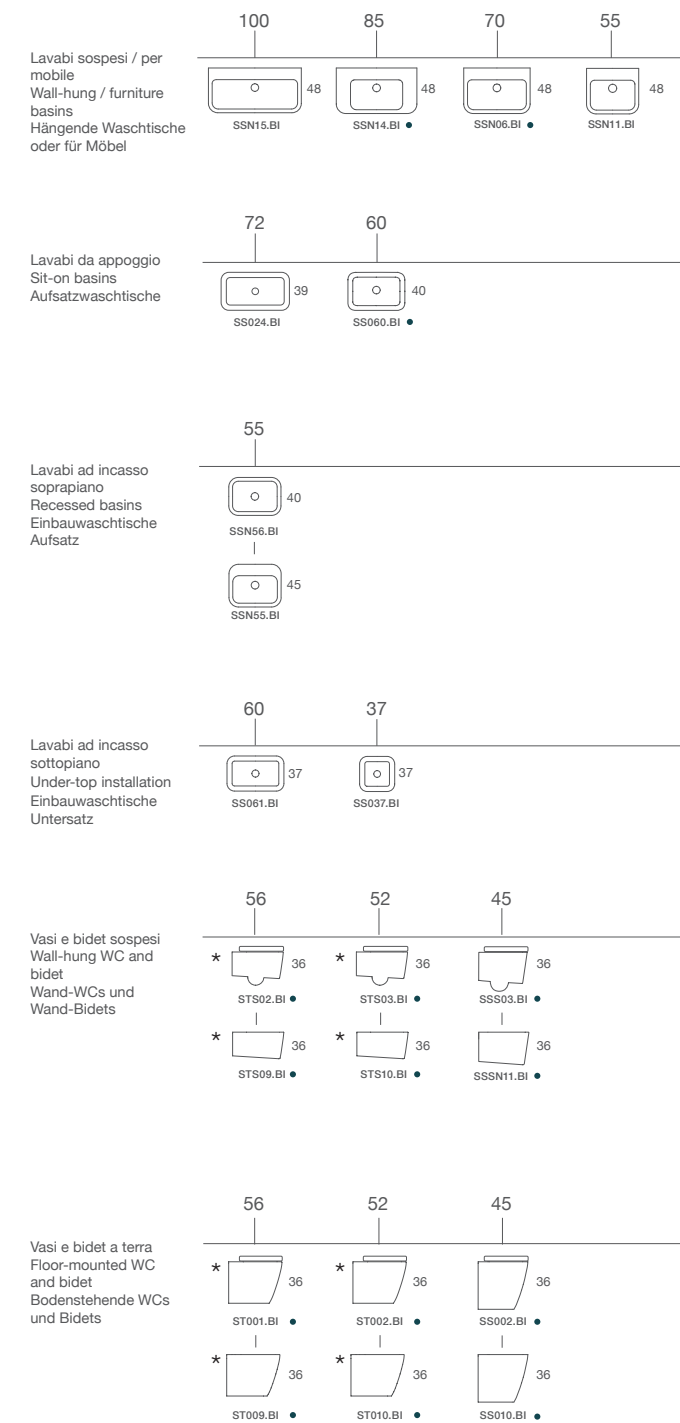 100 85 70 55
Lavabi sospesi / per
mobile
Wall-hung / furniture
basins
Hängende Waschtische
oder für Möbel
48 48 48 48
SSN15.BI SSN14.BI ● SSN06.BI ● SSN11.BI
72 60
Lavabi da appoggio
Sit-on basins
Aufsatzwaschtische
39 40
SS024.BI SS060.BI ●
55
Lavabi ad incasso
soprapiano
Recessed basins
Einbauwaschtische
Aufsatz
40
SSN56.BI
45
SSN55.BI
60 37
Lavabi ad incasso
sottopiano
Under-top installation
Einbauwaschtische
Untersatz
37 37
SS061.BI SS037.BI
56 52 45
Vasi e bidet sospesi
Wall-hung WC and
bidet
Wand-WCs und
Wand-Bidets
* 36 * 36 36
STS02.BI ● STS03.BI ● SSS03.BI ●
* 36 * 36 36
STS09.BI ● STS10.BI ● SSSN11.BI ●
56 52 45
Vasi e bidet a terra
Floor-mounted WC
and bidet
Bodenstehende WCs
und Bidets
* 36 * 36 36
ST001.BI ● ST002.BI ● SS002.BI ●
* 36 * 36 36
ST009.BI ● ST010.BI ● SS010.BI ●